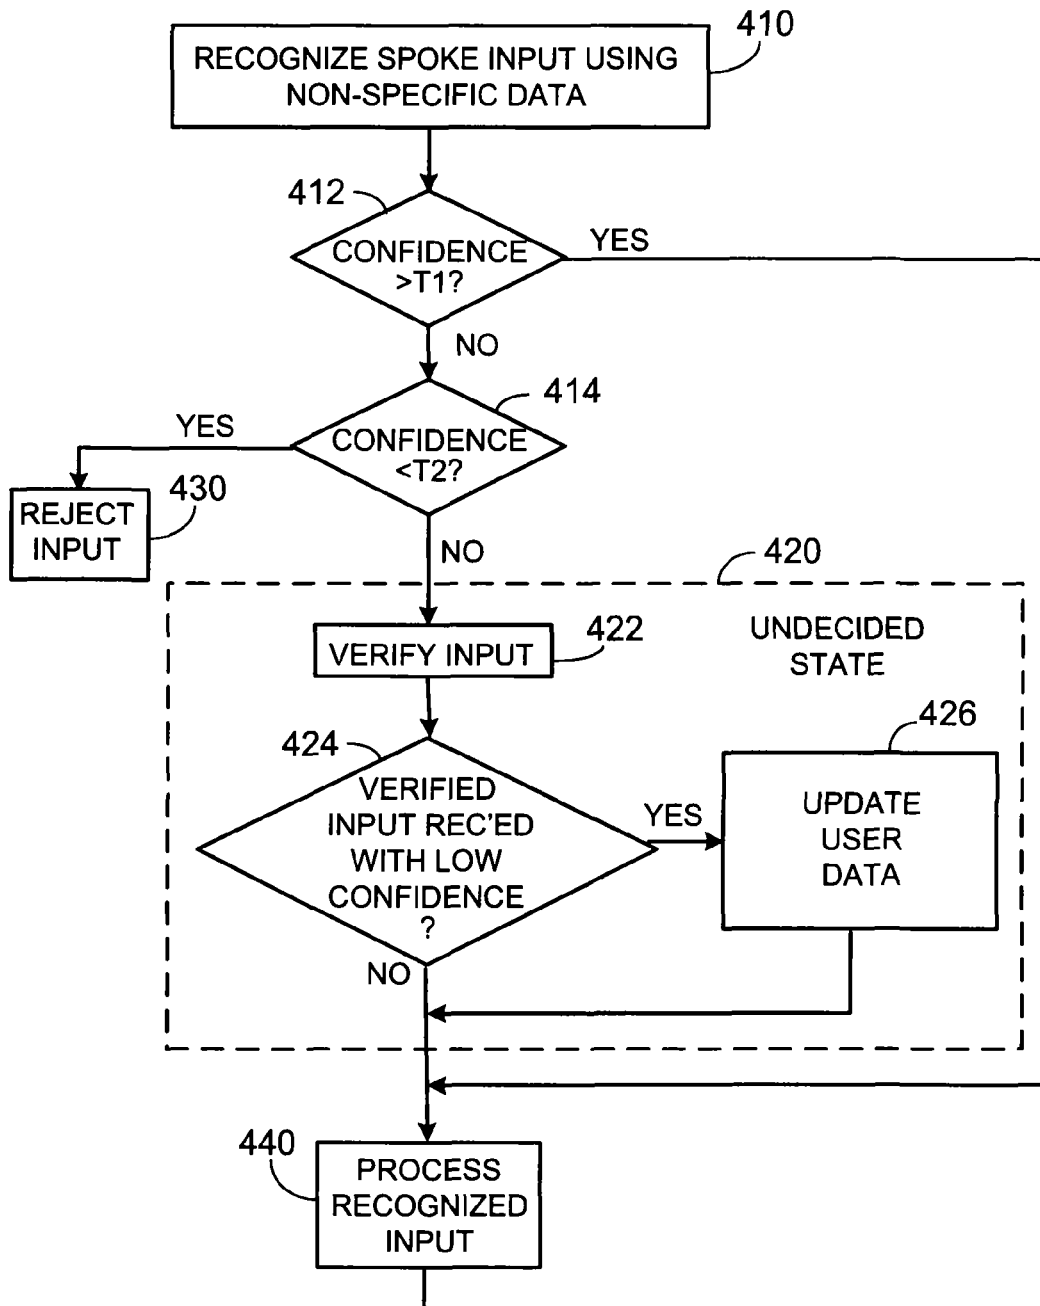 410
RECOGNIZE SPOKE INPUT USING
NON-SPECIFIC DATA
412
CONFIDENCE
>T1?
YES
NO
414
CONFIDENCE
<T2?
YES
430
REJECT
INPUT
NO
420
UNDECIDED
STATE
VERIFY INPUT
422
424
VERIFIED
INPUT REC'ED
WITH LOW
CONFIDENCE
?
YES
426
UPDATE
USER
DATA
NO
440
PROCESS
RECOGNIZED
INPUT